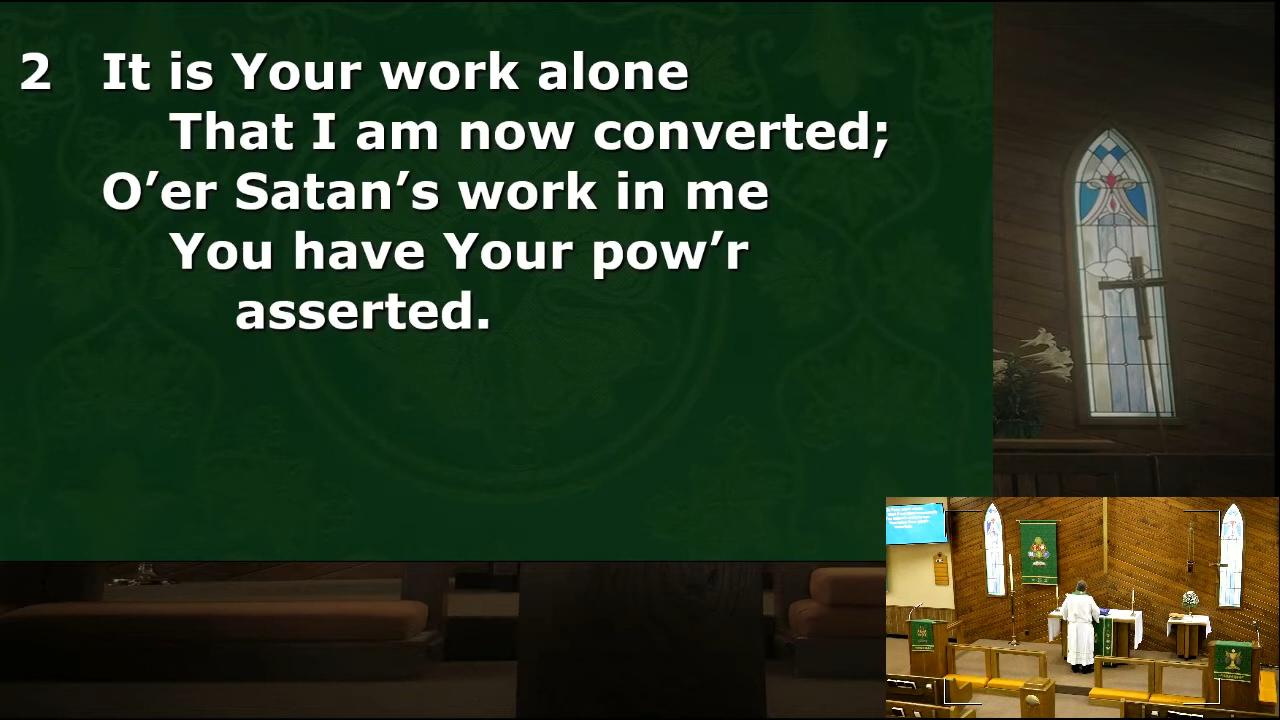 2 It is Your work alone
That I am now converted;
O’er Satan’s work in me
You have Your pow’r
asserted.